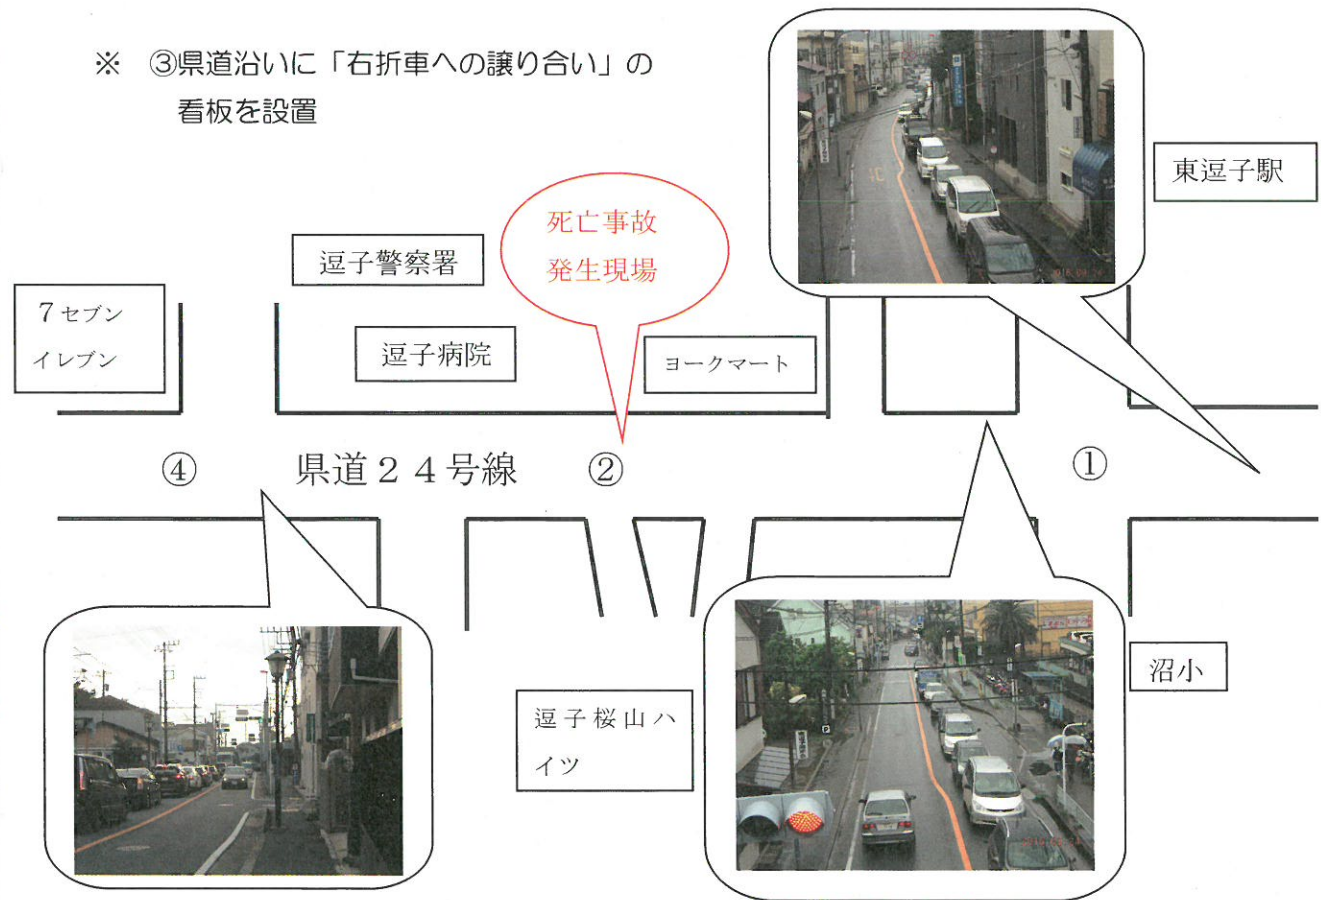 ※　③県道沿いに「右折車への譲り合い」の
看板を設置
東逗子駅
死亡事故
発生現場
逗子警察署
7セブン
イレブン
逗子病院
ヨークマート
④
県道24号線
②
①
沼小
逗子桜山ハ
イツ